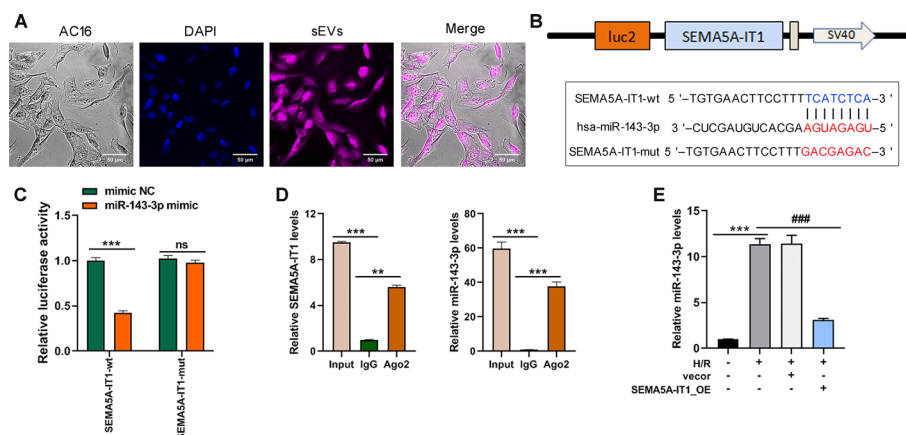 A
AC16 DAPI sEVs Merge
50 μm 50 μm 50 μm 50 μm
B
luc2 SEMA5A-IT1 SV40
SEMA5A-IT1-wt 5 '–TGTGAACTTCCTTTTCATCTCA–3 '
hsa-miR-143-3p 3 '–CUCGAUGUCACGAAGUAGAGU–5 '
SEMA5A-IT1-mut 5 '–TGTGAACTTCCTTTGACGAGAC–3 '
C
mimic NC
miR-143-3p mimic
Relative luciferase activity
1.5
1.0
0.5
0.0
*** ns
SEMA5A-IT1-wt
SEMA5A-IT1-mut
D
Relative SEMA5A-IT1 levels
9
6
3
0
***
**
Input IgG Ago2
Relative miR-143-3p levels
80
60
40
20
0
***
***
Input IgG Ago2
E
Relative miR-143-3p levels
15
10
5
0
*** ###
H/R - + + +
vecor - - + -
SEMA5A-IT1_OE - - - +